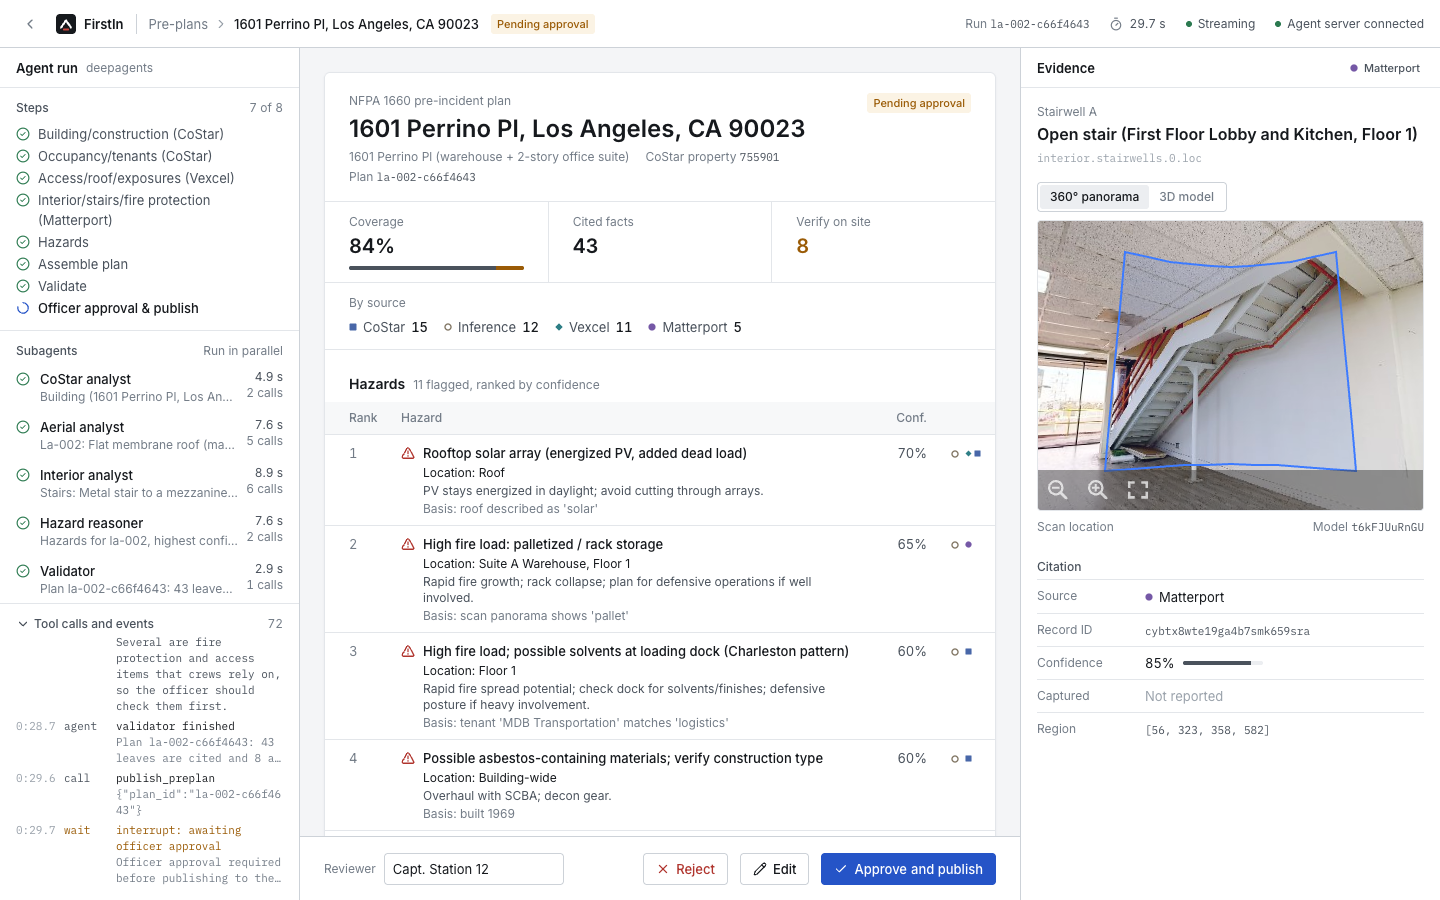 FirstIn
Pre-plans
1601 Perrino Pl, Los Angeles, CA 90023
Pending approval
Run la-002-c66f4643
29.7 s
Streaming
Agent server connected
Agent run deepagents
Steps 7 of 8
Building/construction (CoStar)
Occupancy/tenants (CoStar)
Access/roof/exposures (Vexcel)
Interior/stairs/fire protection
(Matterport)
Hazards
Assemble plan
Validate
Officer approval & publish
Subagents Run in parallel
CoStar analyst 4.9 s
Building (1601 Perrino Pl, Los An... 2 calls
Aerial analyst 7.6 s
La-002: Flat membrane roof (ma... 5 calls
Interior analyst 8.9 s
Stairs: Metal stair to a mezzanine... 6 calls
Hazard reasoner 7.6 s
Hazards for la-002, highest confi... 2 calls
Validator 2.9 s
Plan la-002-c66f4643: 43 leave... 1 calls
Tool calls and events 72
Several are fire
protection and access
items that crews rely on,
so the officer should
check them first.
0:28.7 agent validator finished
Plan la-002-c66f4643: 43
leaves are cited and 8 a…
0:29.6 call publish_preplan
{"plan_id":"la-002-c66f46
43"}
0:29.7 wait interrupt: awaiting
officer approval
Officer approval required
before publishing to the…
NFPA 1660 pre-incident plan
Pending approval
1601 Perrino Pl, Los Angeles, CA 90023
1601 Perrino Pl (warehouse + 2-story office suite) CoStar property 755901
Plan la-002-c66f4643
Coverage
84%
Cited facts
43
Verify on site
8
By source
CoStar 15 Inference 12 Vexcel 11 Matterport 5
Hazards 11 flagged, ranked by confidence
Rank Hazard Conf.
1 Rooftop solar array (energized PV, added dead load) 70%
Location: Roof
PV stays energized in daylight; avoid cutting through arrays.
Basis: roof described as 'solar'
2 High fire load: palletized / rack storage 65%
Location: Suite A Warehouse, Floor 1
Rapid fire growth; rack collapse; plan for defensive operations if well
involved.
Basis: scan panorama shows 'pallet'
3 High fire load; possible solvents at loading dock (Charleston pattern) 60%
Location: Floor 1
Rapid fire spread potential; check dock for solvents/finishes; defensive
posture if heavy involvement.
Basis: tenant 'MDB Transportation' matches 'logistics'
4 Possible asbestos-containing materials; verify construction type 60%
Location: Building-wide
Overhaul with SCBA; decon gear.
Basis: built 1969
Reviewer Capt. Station 12
Reject
Edit
Approve and publish
Evidence
Matterport
Stairwell A
Open stair (First Floor Lobby and Kitchen, Floor 1)
interior.stairwells.0.loc
360° panorama 3D model
Scan location Model t6kFJUuRnGU
Citation
Source Matterport
Record ID cybtx8wte19ga4b7smk659sra
Confidence 85%
Captured Not reported
Region [56, 323, 358, 582]